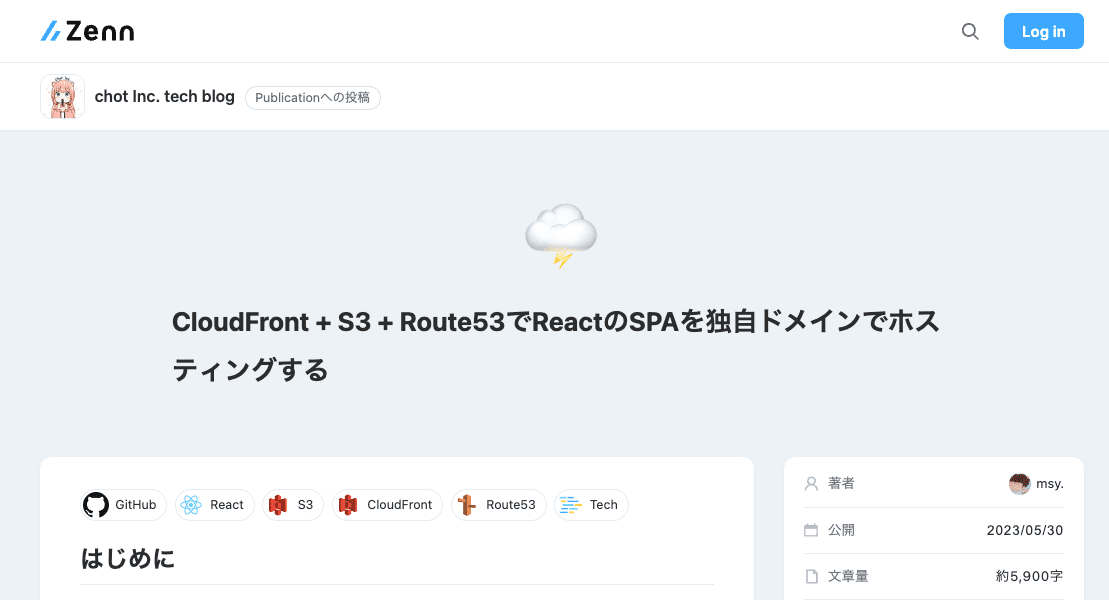 Zenn
Log in
chot Inc. tech blog
Publicationへの投稿
CloudFront + S3 + Route53でReactのSPAを独自ドメインでホス
ティングする
GitHub
React
S3
CloudFront
Route53
Tech
はじめに
著者
msy.
公開
2023/05/30
文章量
約5,900字